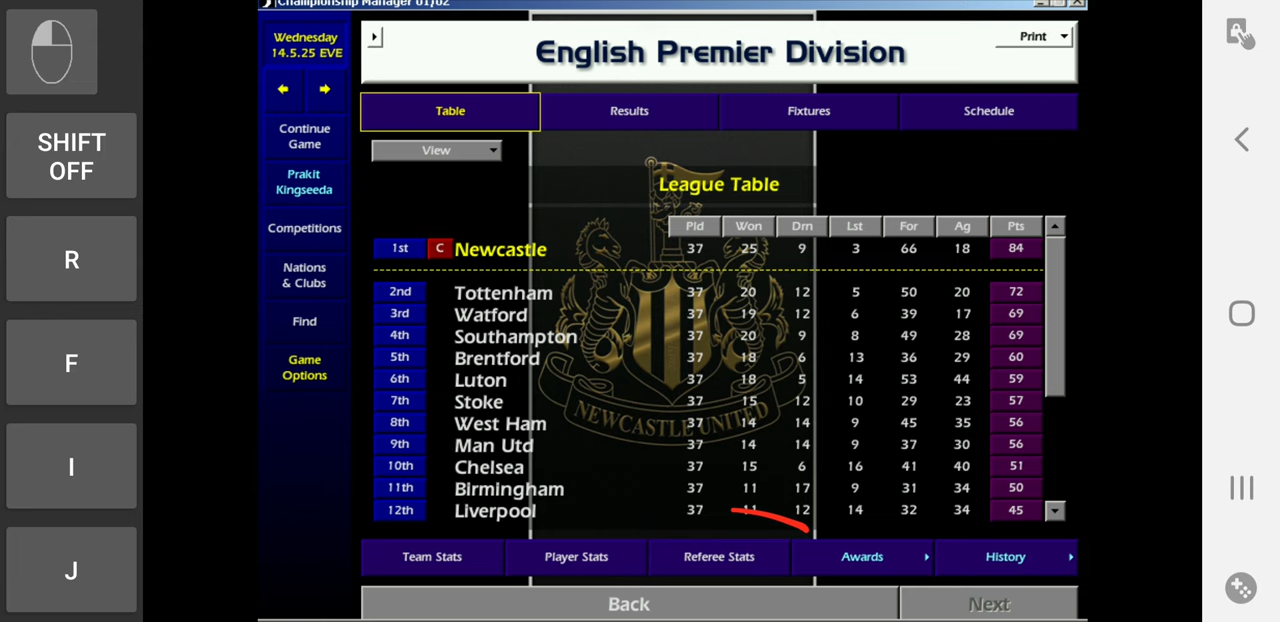 Championship Manager 01/02
Wednesday
14.5.25 EVE
Print
English Premier Division
Table Results Fixtures Schedule
SHIFT
OFF
Continue
Game
View
Prakit
Kingseeda
League Table
Pld Won Drn Lst For Ag Pts
R
Competitions
1st C Newcastle 37 25 9 3 66 18 84
Nations
& Clubs
2nd Tottenham 37 20 12 5 50 20 72
3rd Watford 37 19 12 6 39 17 69
Find
4th Southampton 37 20 9 8 49 28 69
5th Brentford 37 18 6 13 36 29 60
F
Game
Options
6th Luton 37 18 5 14 53 44 59
7th Stoke 37 15 12 10 29 23 57
8th West Ham 37 14 14 9 45 35 56
9th Man Utd 37 14 14 9 37 30 56
NEWCASTLE UNITED
10th Chelsea 37 15 6 16 41 40 51
I
11th Birmingham 37 11 17 9 31 34 50
12th Liverpool 37 11 12 14 32 34 45
Team Stats Player Stats Referee Stats Awards History
J
Back Next